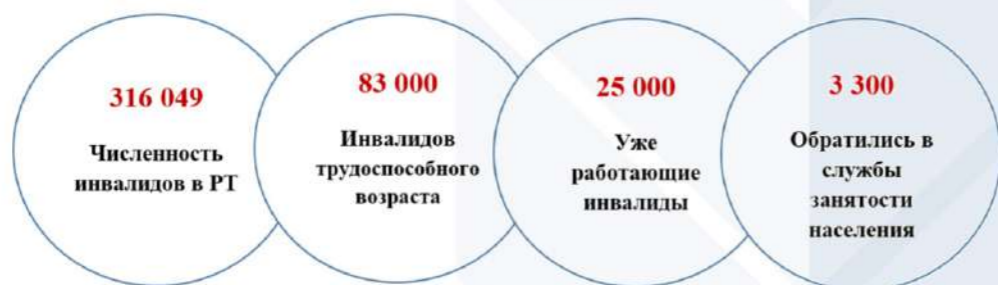 316 049
Численность
инвалидов в РТ
83 000
Инвалидов
трудоспособного
возраста
25 000
Уже
работающие
инвалиды
3 300
Обратились в
службы
занятости
населения